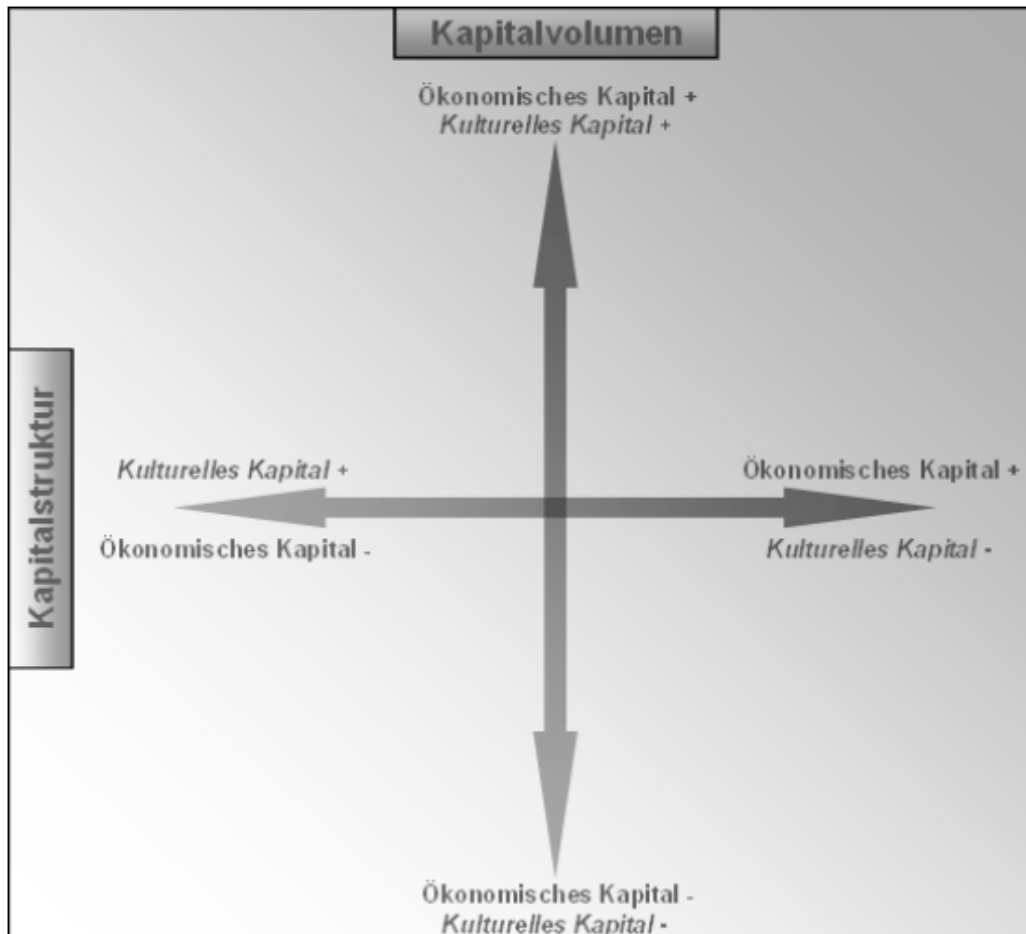 Kapitalvolumen
Ökonomisches Kapital +
Kulturelles Kapital +
Kapitalstruktur
Kulturelles Kapital +
Ökonomisches Kapital -
Ökonomisches Kapital +
Kulturelles Kapital -
Ökonomisches Kapital -
Kulturelles Kapital -